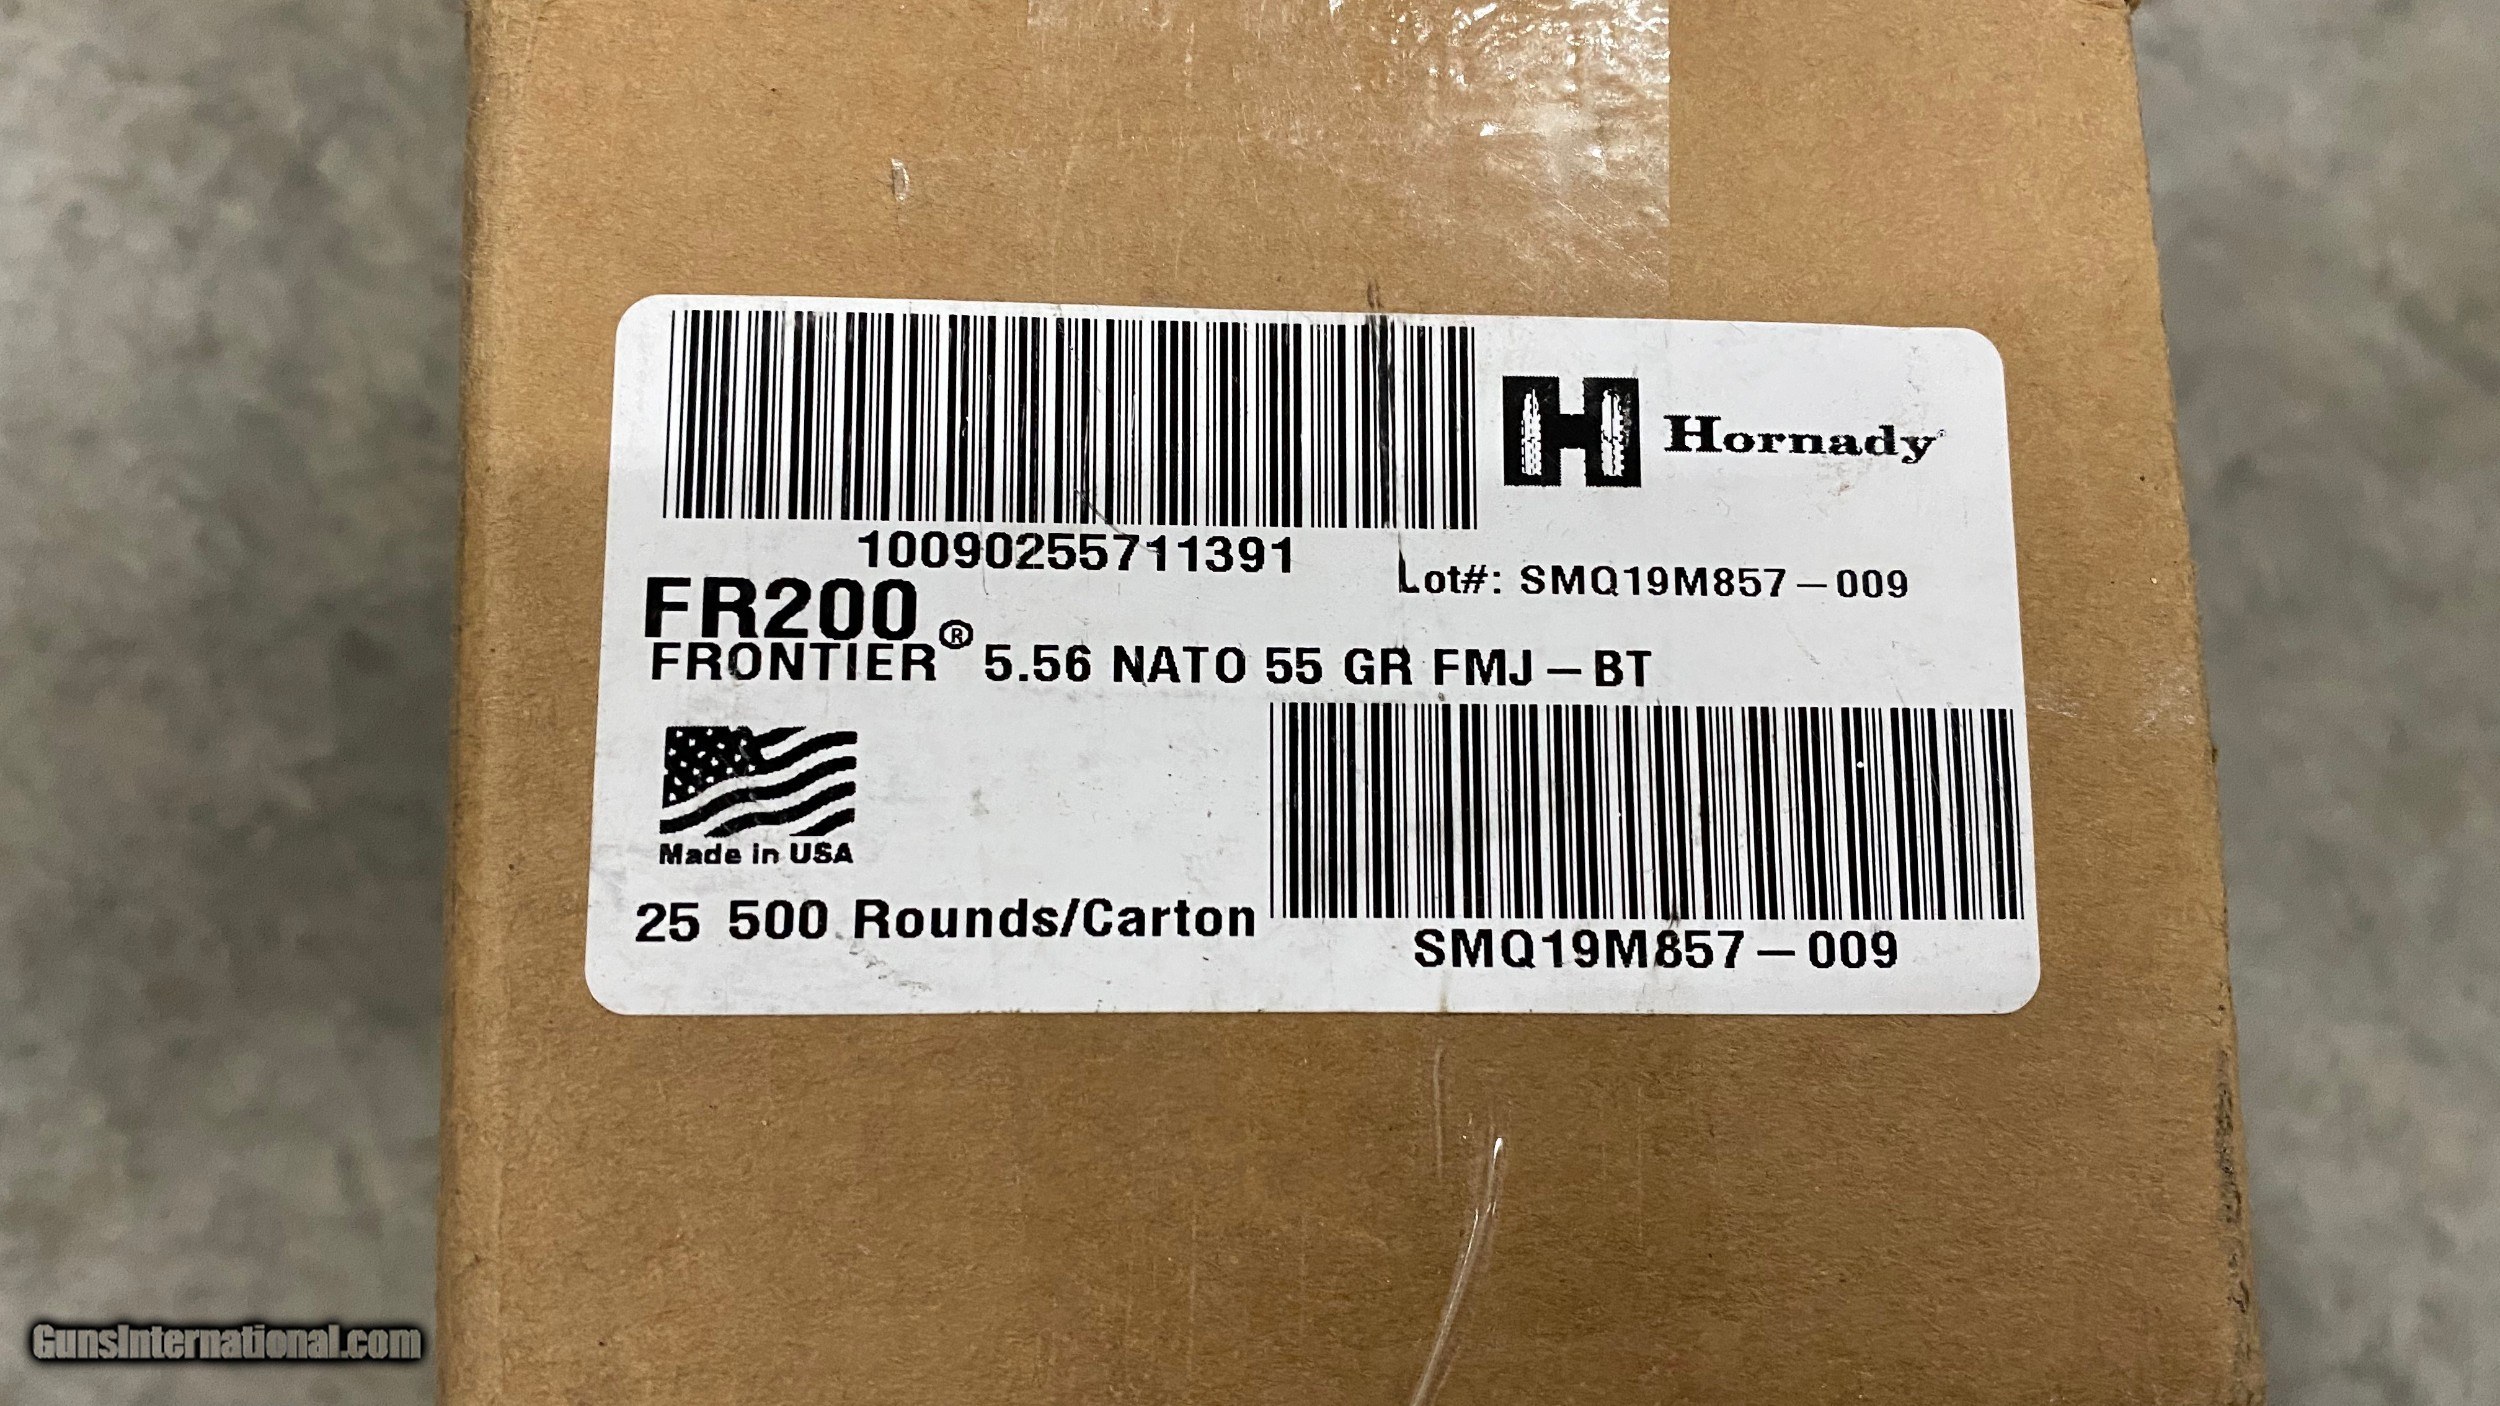 Hornady
10090255711391
Lot#: SMQ19M857-009
FR200
FRONTIER® 5.56 NATO 55 GR FMJ-BT
Made in USA
25 500 Rounds/Carton
SMQ19M857-009
GunsInternational.com